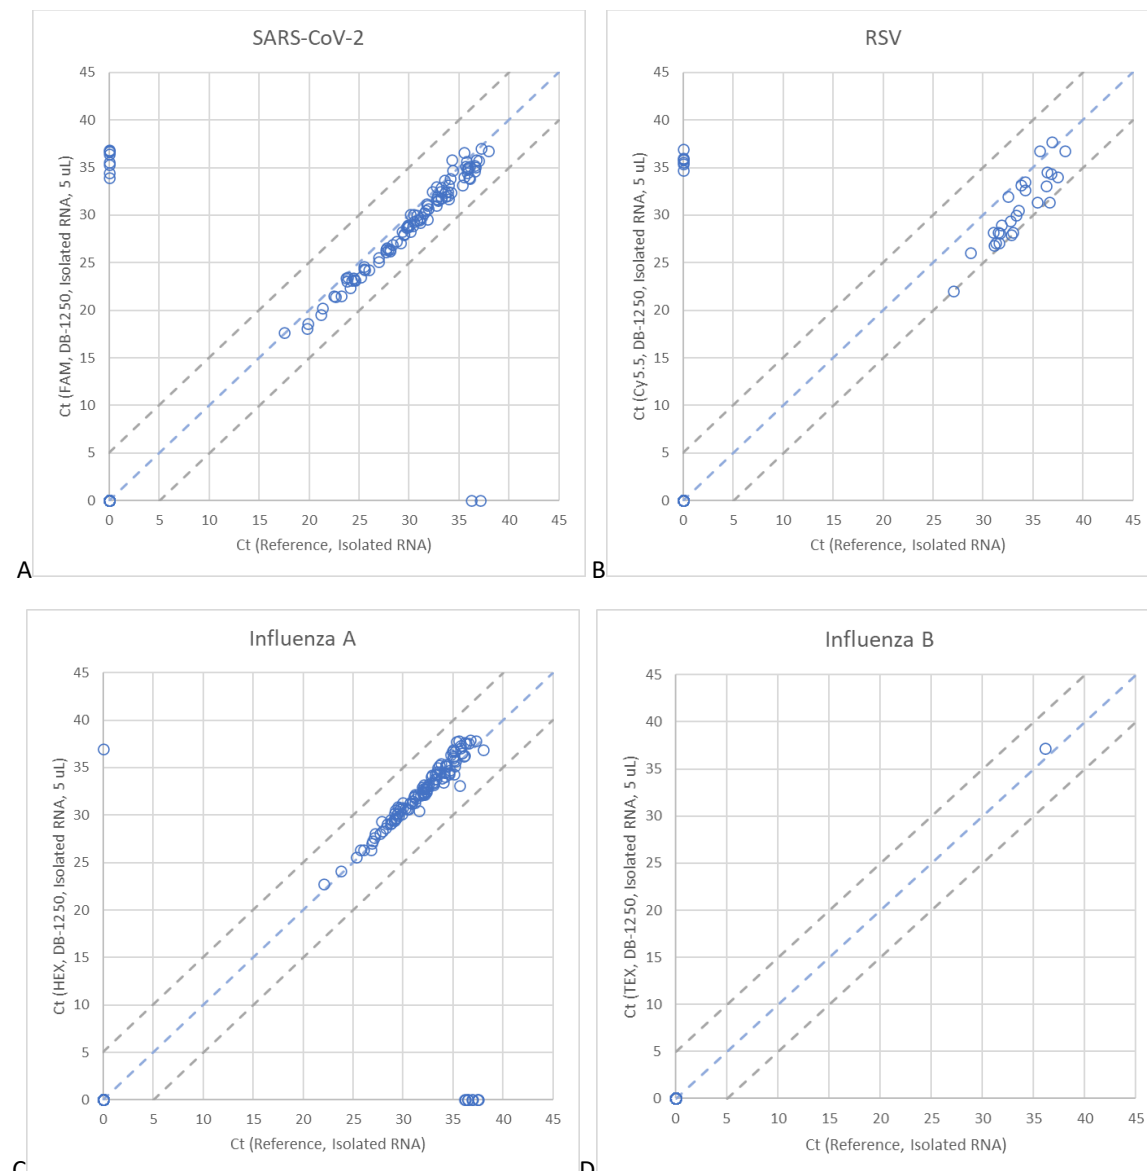 SARS-CoV-2
Ct (FAM, DB-1250, Isolated RNA, 5 uL)
45
40
35
30
25
20
15
10
5
0
0 5 10 15 20 25 30 35 40 45
Ct (Reference, Isolated RNA)
A
RSV
Ct (Cy5.5, DB-1250, Isolated RNA, 5 uL)
45
40
35
30
25
20
15
10
5
0
0 5 10 15 20 25 30 35 40 45
Ct (Reference, Isolated RNA)
B
Influenza A
Ct (HEX, DB-1250, Isolated RNA, 5 uL)
45
40
35
30
25
20
15
10
5
0
0 5 10 15 20 25 30 35 40 45
Ct (Reference, Isolated RNA)
C
Influenza B
Ct (TEX, DB-1250, Isolated RNA, 5 uL)
45
40
35
30
25
20
15
10
5
0
0 5 10 15 20 25 30 35 40 45
Ct (Reference, Isolated RNA)
D